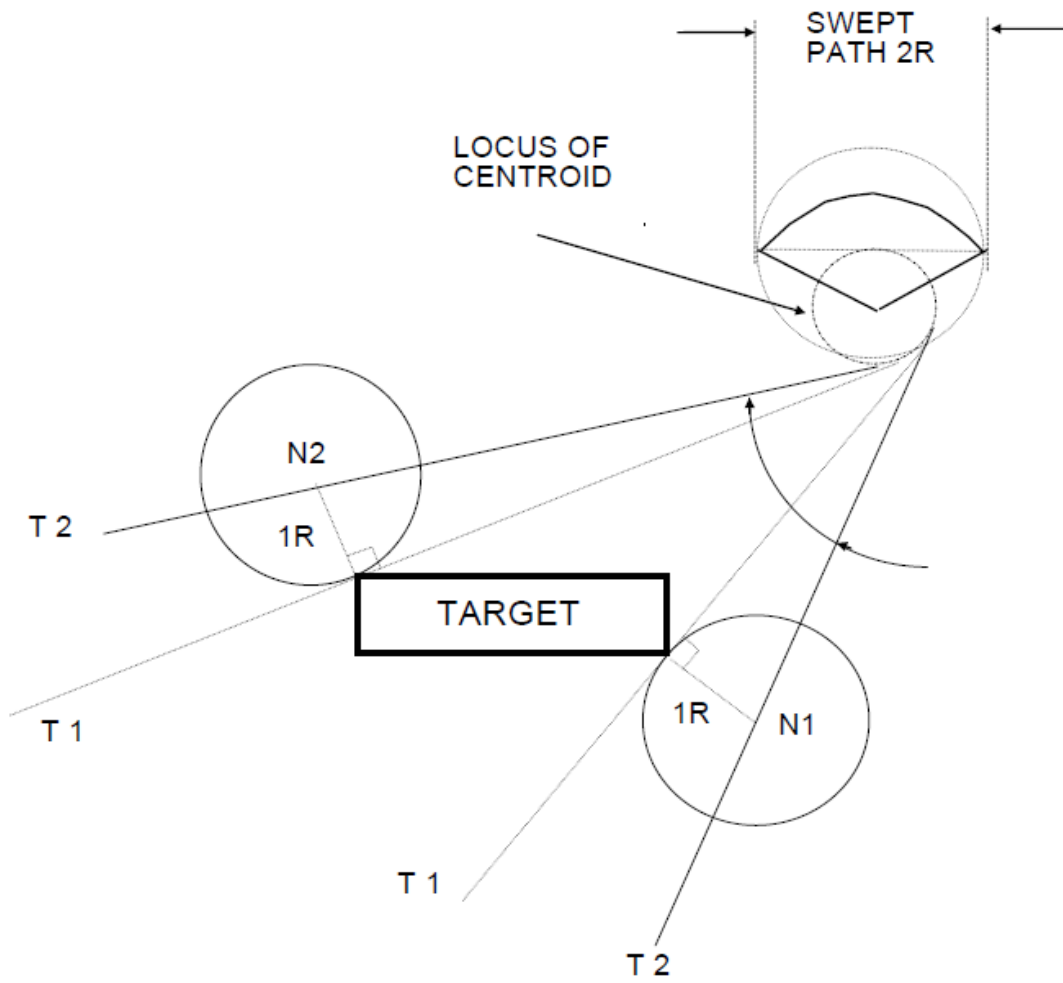 SWEPT
PATH 2R
LOCUS OF
CENTROID
N2
T 2
1R
TARGET
T 1
1R
N1
T 1
T 2